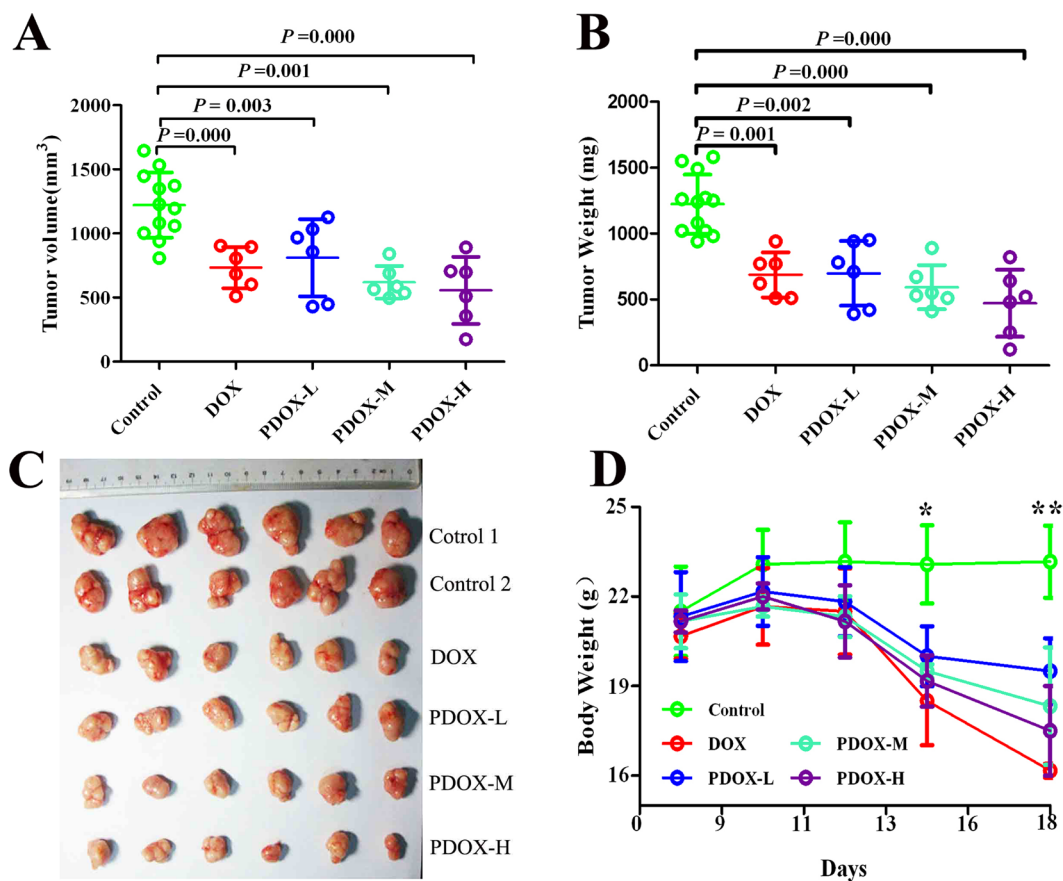 A
P =0.000
P =0.001
P = 0.003
P =0.000
Tumor volume(mm3)
2000
1500
1000
500
0
Control
DOX
PDOX-L
PDOX-M
PDOX-H
B
P =0.000
P =0.000
P =0.002
P = 0.001
Tumor Weight (mg)
2000
1500
1000
500
0
Control
DOX
PDOX-L
PDOX-M
PDOX-H
C
Cotrol 1
Control 2
DOX
PDOX-L
PDOX-M
PDOX-H
D
* **
Body Weight (g)
25
22
19
16
Control
DOX PDOX-M
PDOX-L PDOX-H
0 9 11 13 16 18
Days